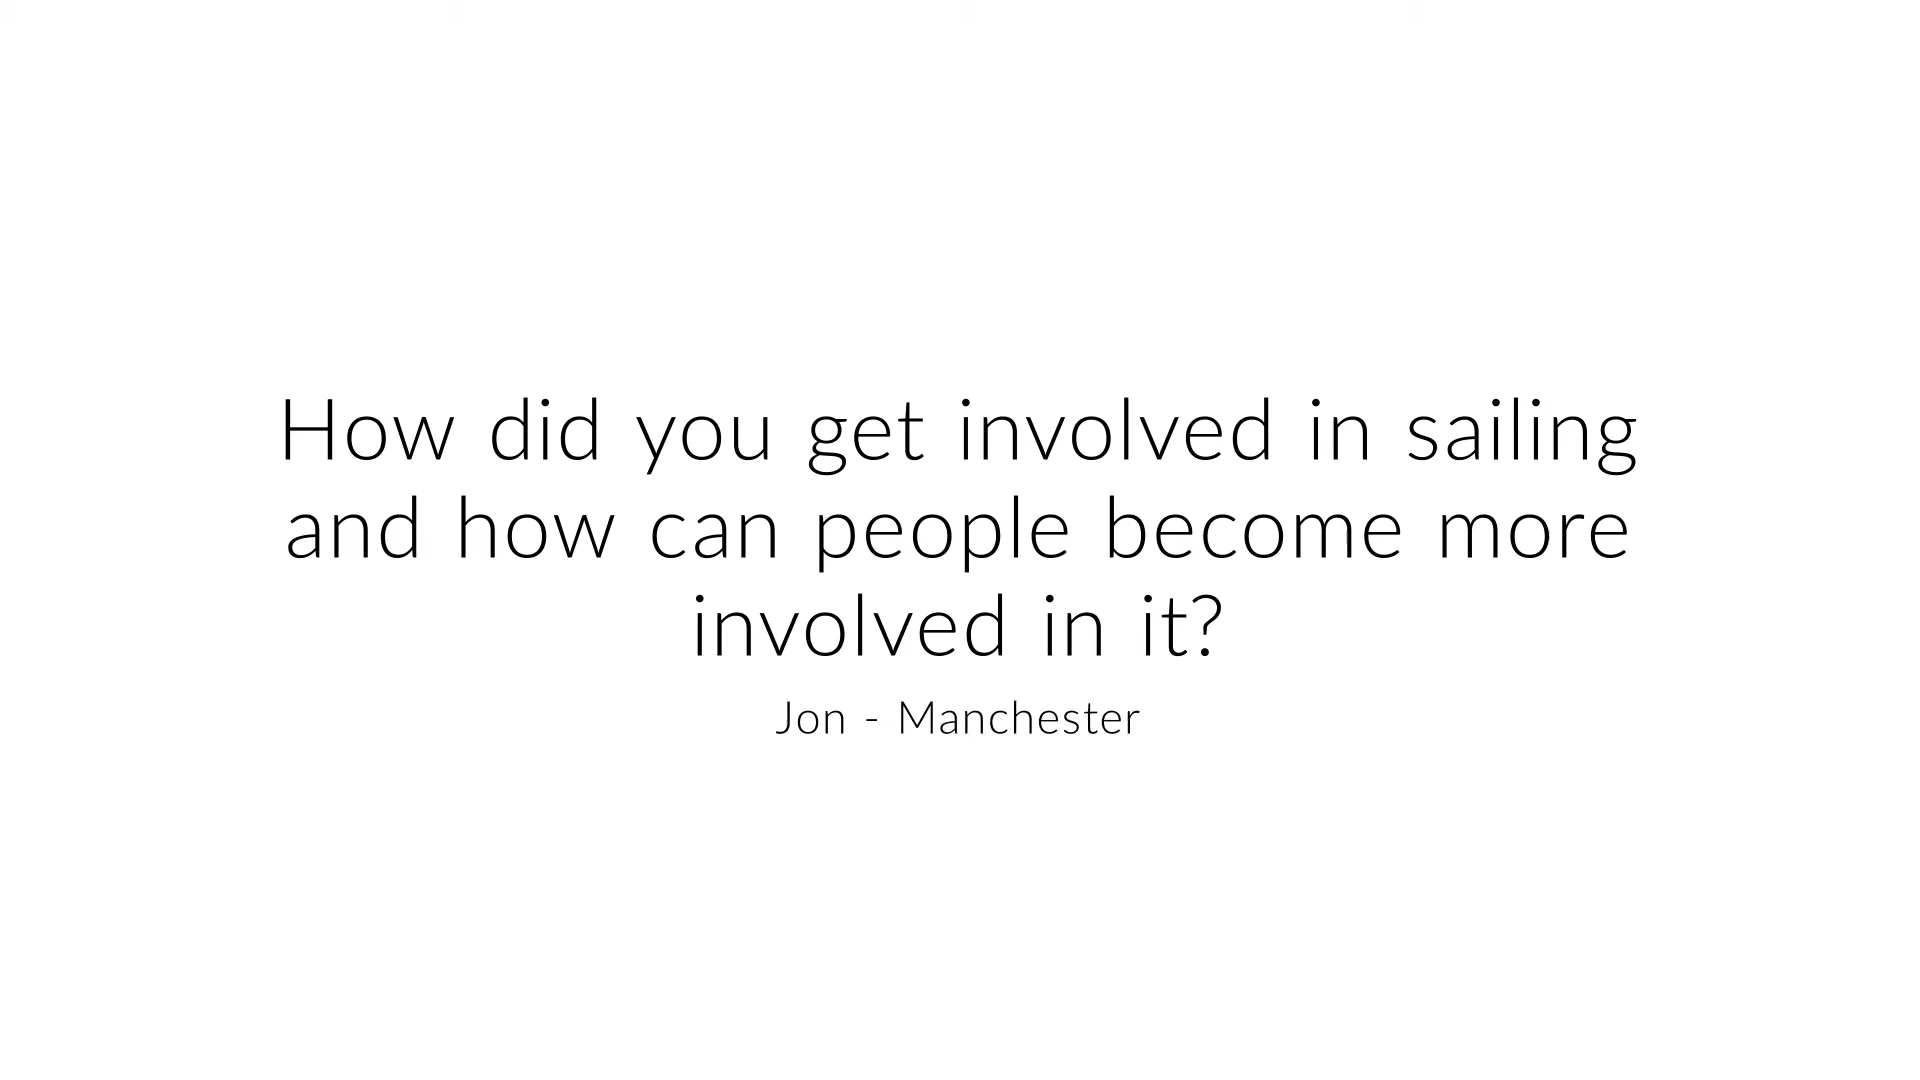 How did you get involved in sailing
and how can people become more
involved in it?
Jon - Manchester